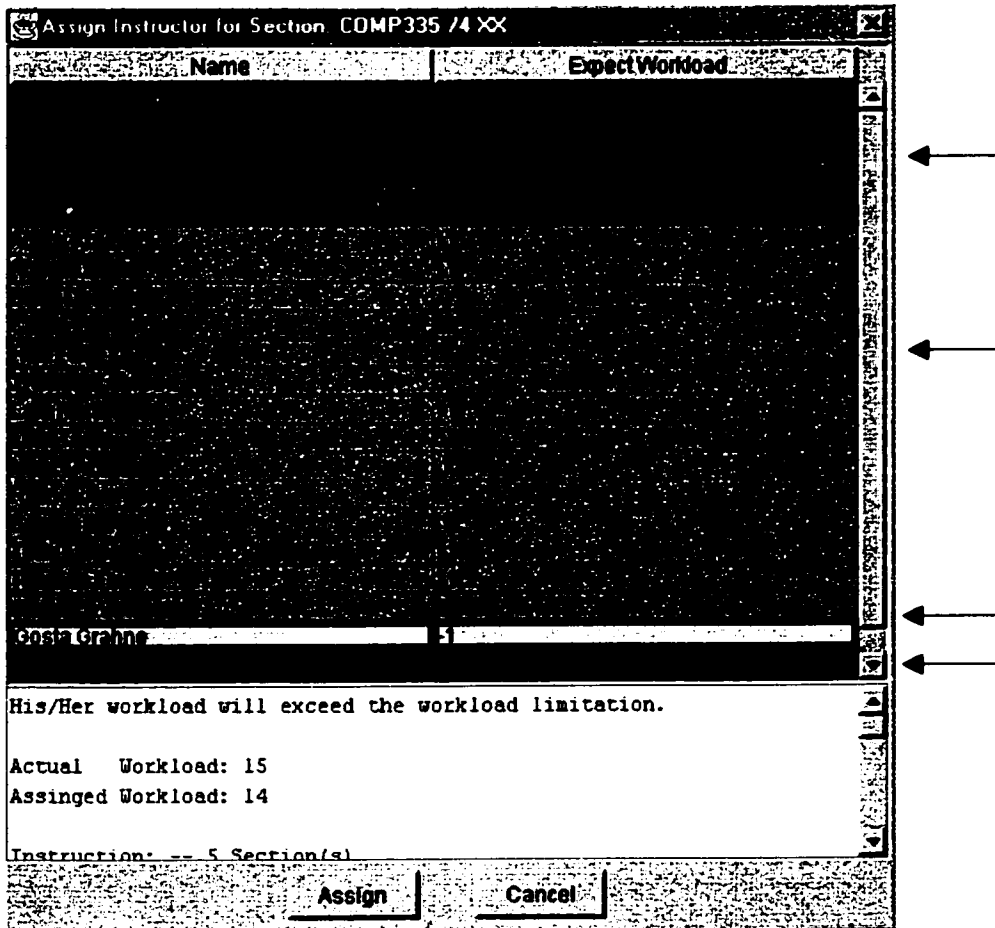 Assign Instructor for Section: COMP335 /4 XX
Name Expect Workload
Gosta Grahne -1
His/Her workload will exceed the workload limitation.
Actual Workload: 15
Assinged Workload: 14
Instruction: -- 5 Section(s)
Assign Cancel